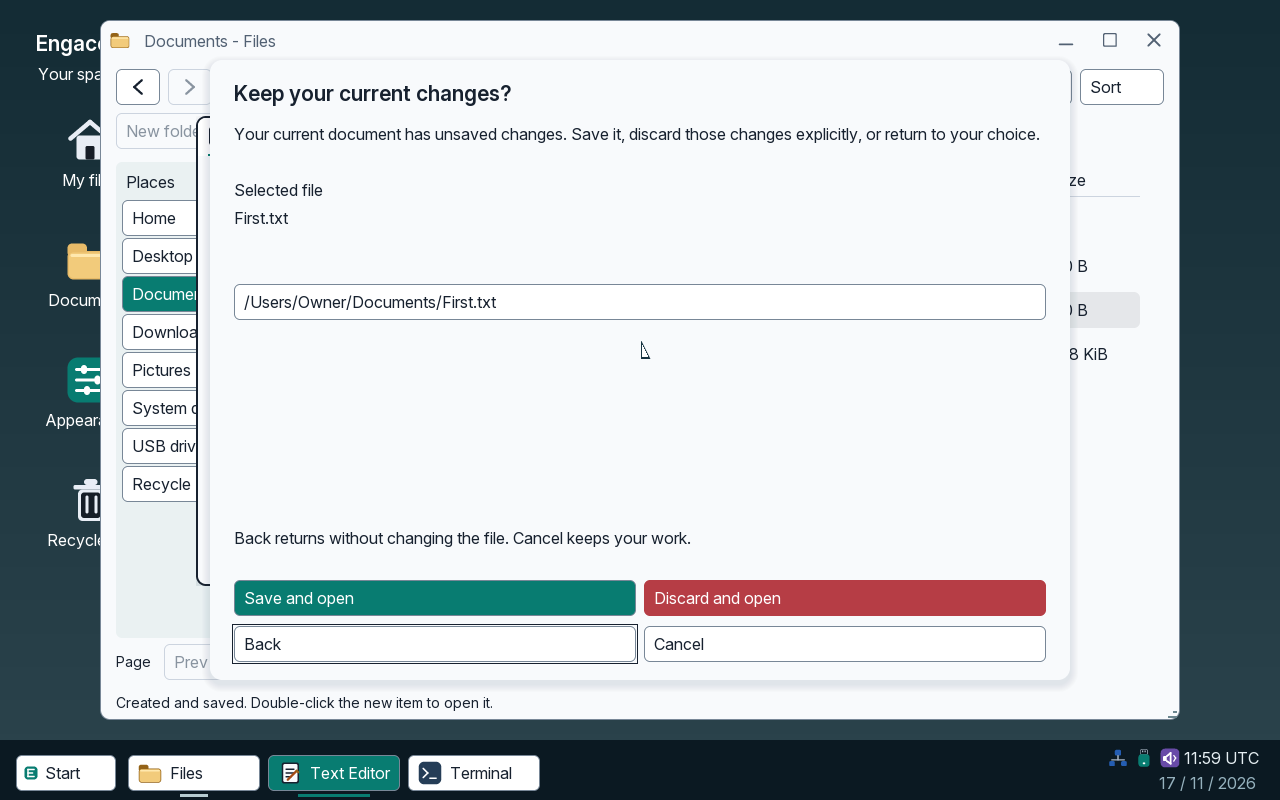 Engac
Your spa
My fil
Docum
Appear
Recycle
Documents - Files
Sort
New folde
Places
Home
Desktop
Documen
Downloa
Pictures
System d
USB driv
Recycle
Page
Prev
Created and saved. Double-click the new item to open it.
ze
0 B
0 B
8 KiB
Keep your current changes?
Your current document has unsaved changes. Save it, discard those changes explicitly, or return to your choice.
Selected file
First.txt
/Users/Owner/Documents/First.txt
Back returns without changing the file. Cancel keeps your work.
Save and open
Discard and open
Back
Cancel
Start
Files
Text Editor
Terminal
11:59 UTC
17 / 11 / 2026